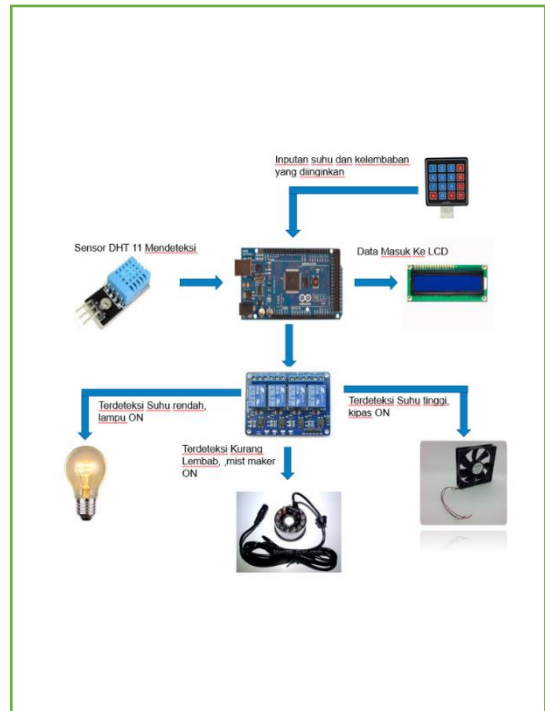 Inputan suhu dan kelembaban
yang diinginkan
Sensor DHT 11 Mendeteksi
Data Masuk Ke LCD
Terdeteksi Suhu rendah,
lampu ON
Terdeteksi Suhu tinggi,
kipas ON
Terdeteksi Kurang
Lembab, ,mist maker
ON